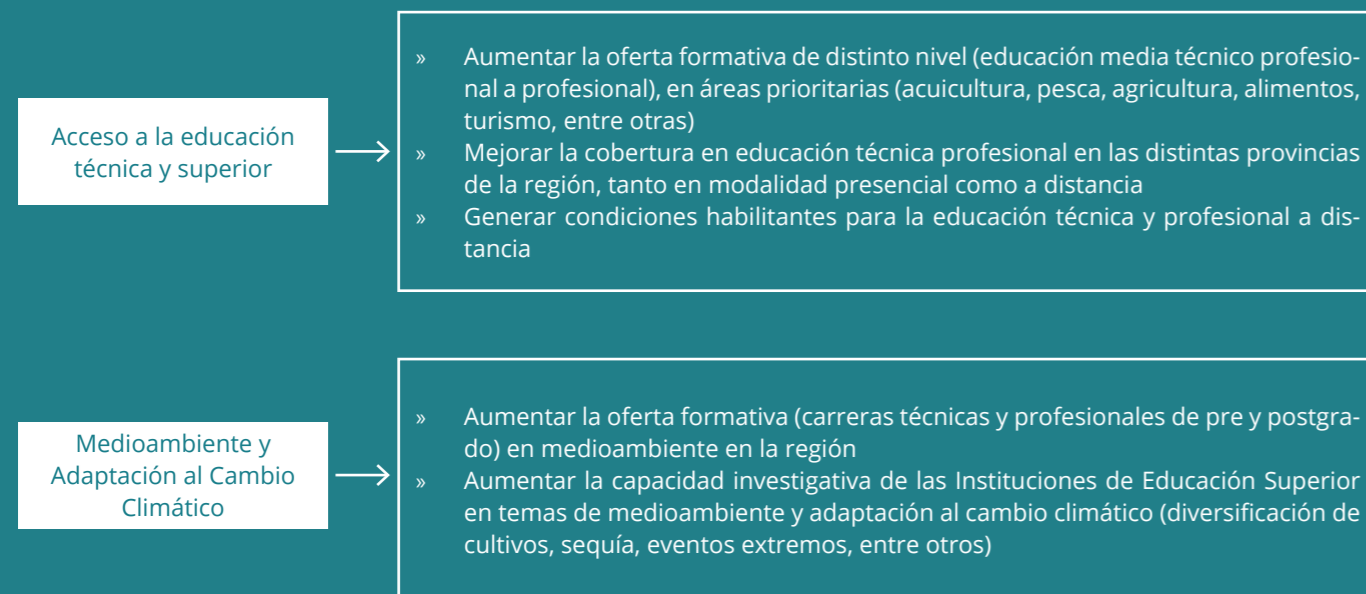 Acceso a la educación
técnica y superior
» Aumentar la oferta formativa de distinto nivel (educación media técnico profesio-
nal a profesional), en áreas prioritarias (acuicultura, pesca, agricultura, alimentos,
turismo, entre otras)
» Mejorar la cobertura en educación técnica profesional en las distintas provincias
de la región, tanto en modalidad presencial como a distancia
» Generar condiciones habilitantes para la educación técnica y profesional a dis-
tancia
Medioambiente y
Adaptación al Cambio
Climático
» Aumentar la oferta formativa (carreras técnicas y profesionales de pre y postgra-
do) en medioambiente en la región
» Aumentar la capacidad investigativa de las Instituciones de Educación Superior
en temas de medioambiente y adaptación al cambio climático (diversificación de
cultivos, sequía, eventos extremos, entre otros)